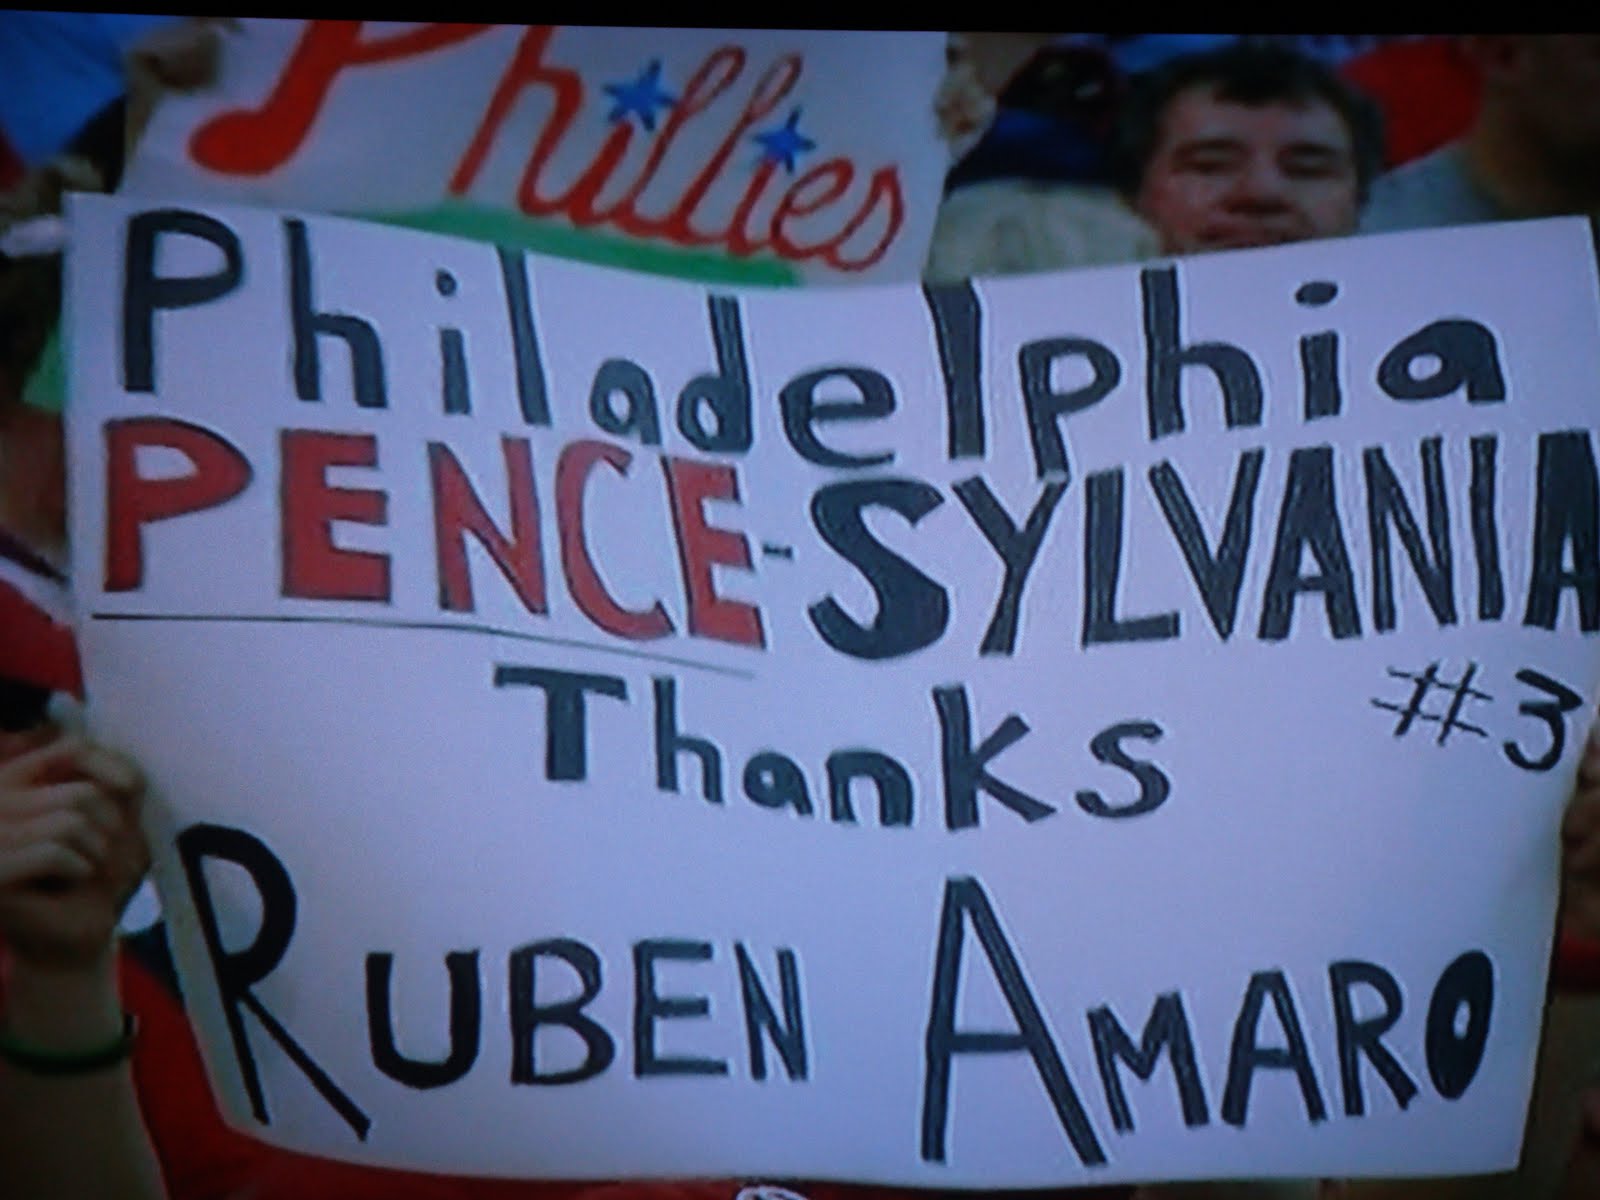 Phillies
Philadelphia
PENCE-SYLVANIA
#3
Thanks
RUBEN AMARO